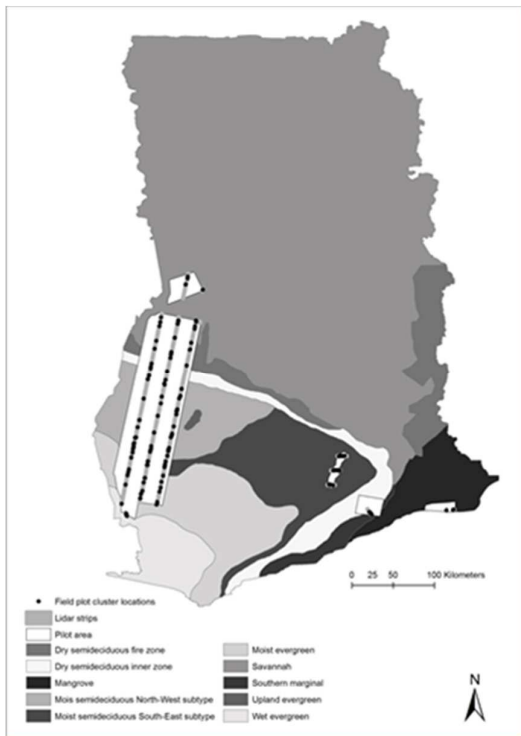 0 25 50 100 Kilometers
Field plot cluster locations
Lidar strips
Pilot area
Dry semideciduous fire zone
Dry semideciduous inner zone
Mangrove
Mois semideciduous North-West subtype
Moist semideciduous South-East subtype
Moist evergreen
Savannah
Southern marginal
Upland evergreen
Wet evergreen
N